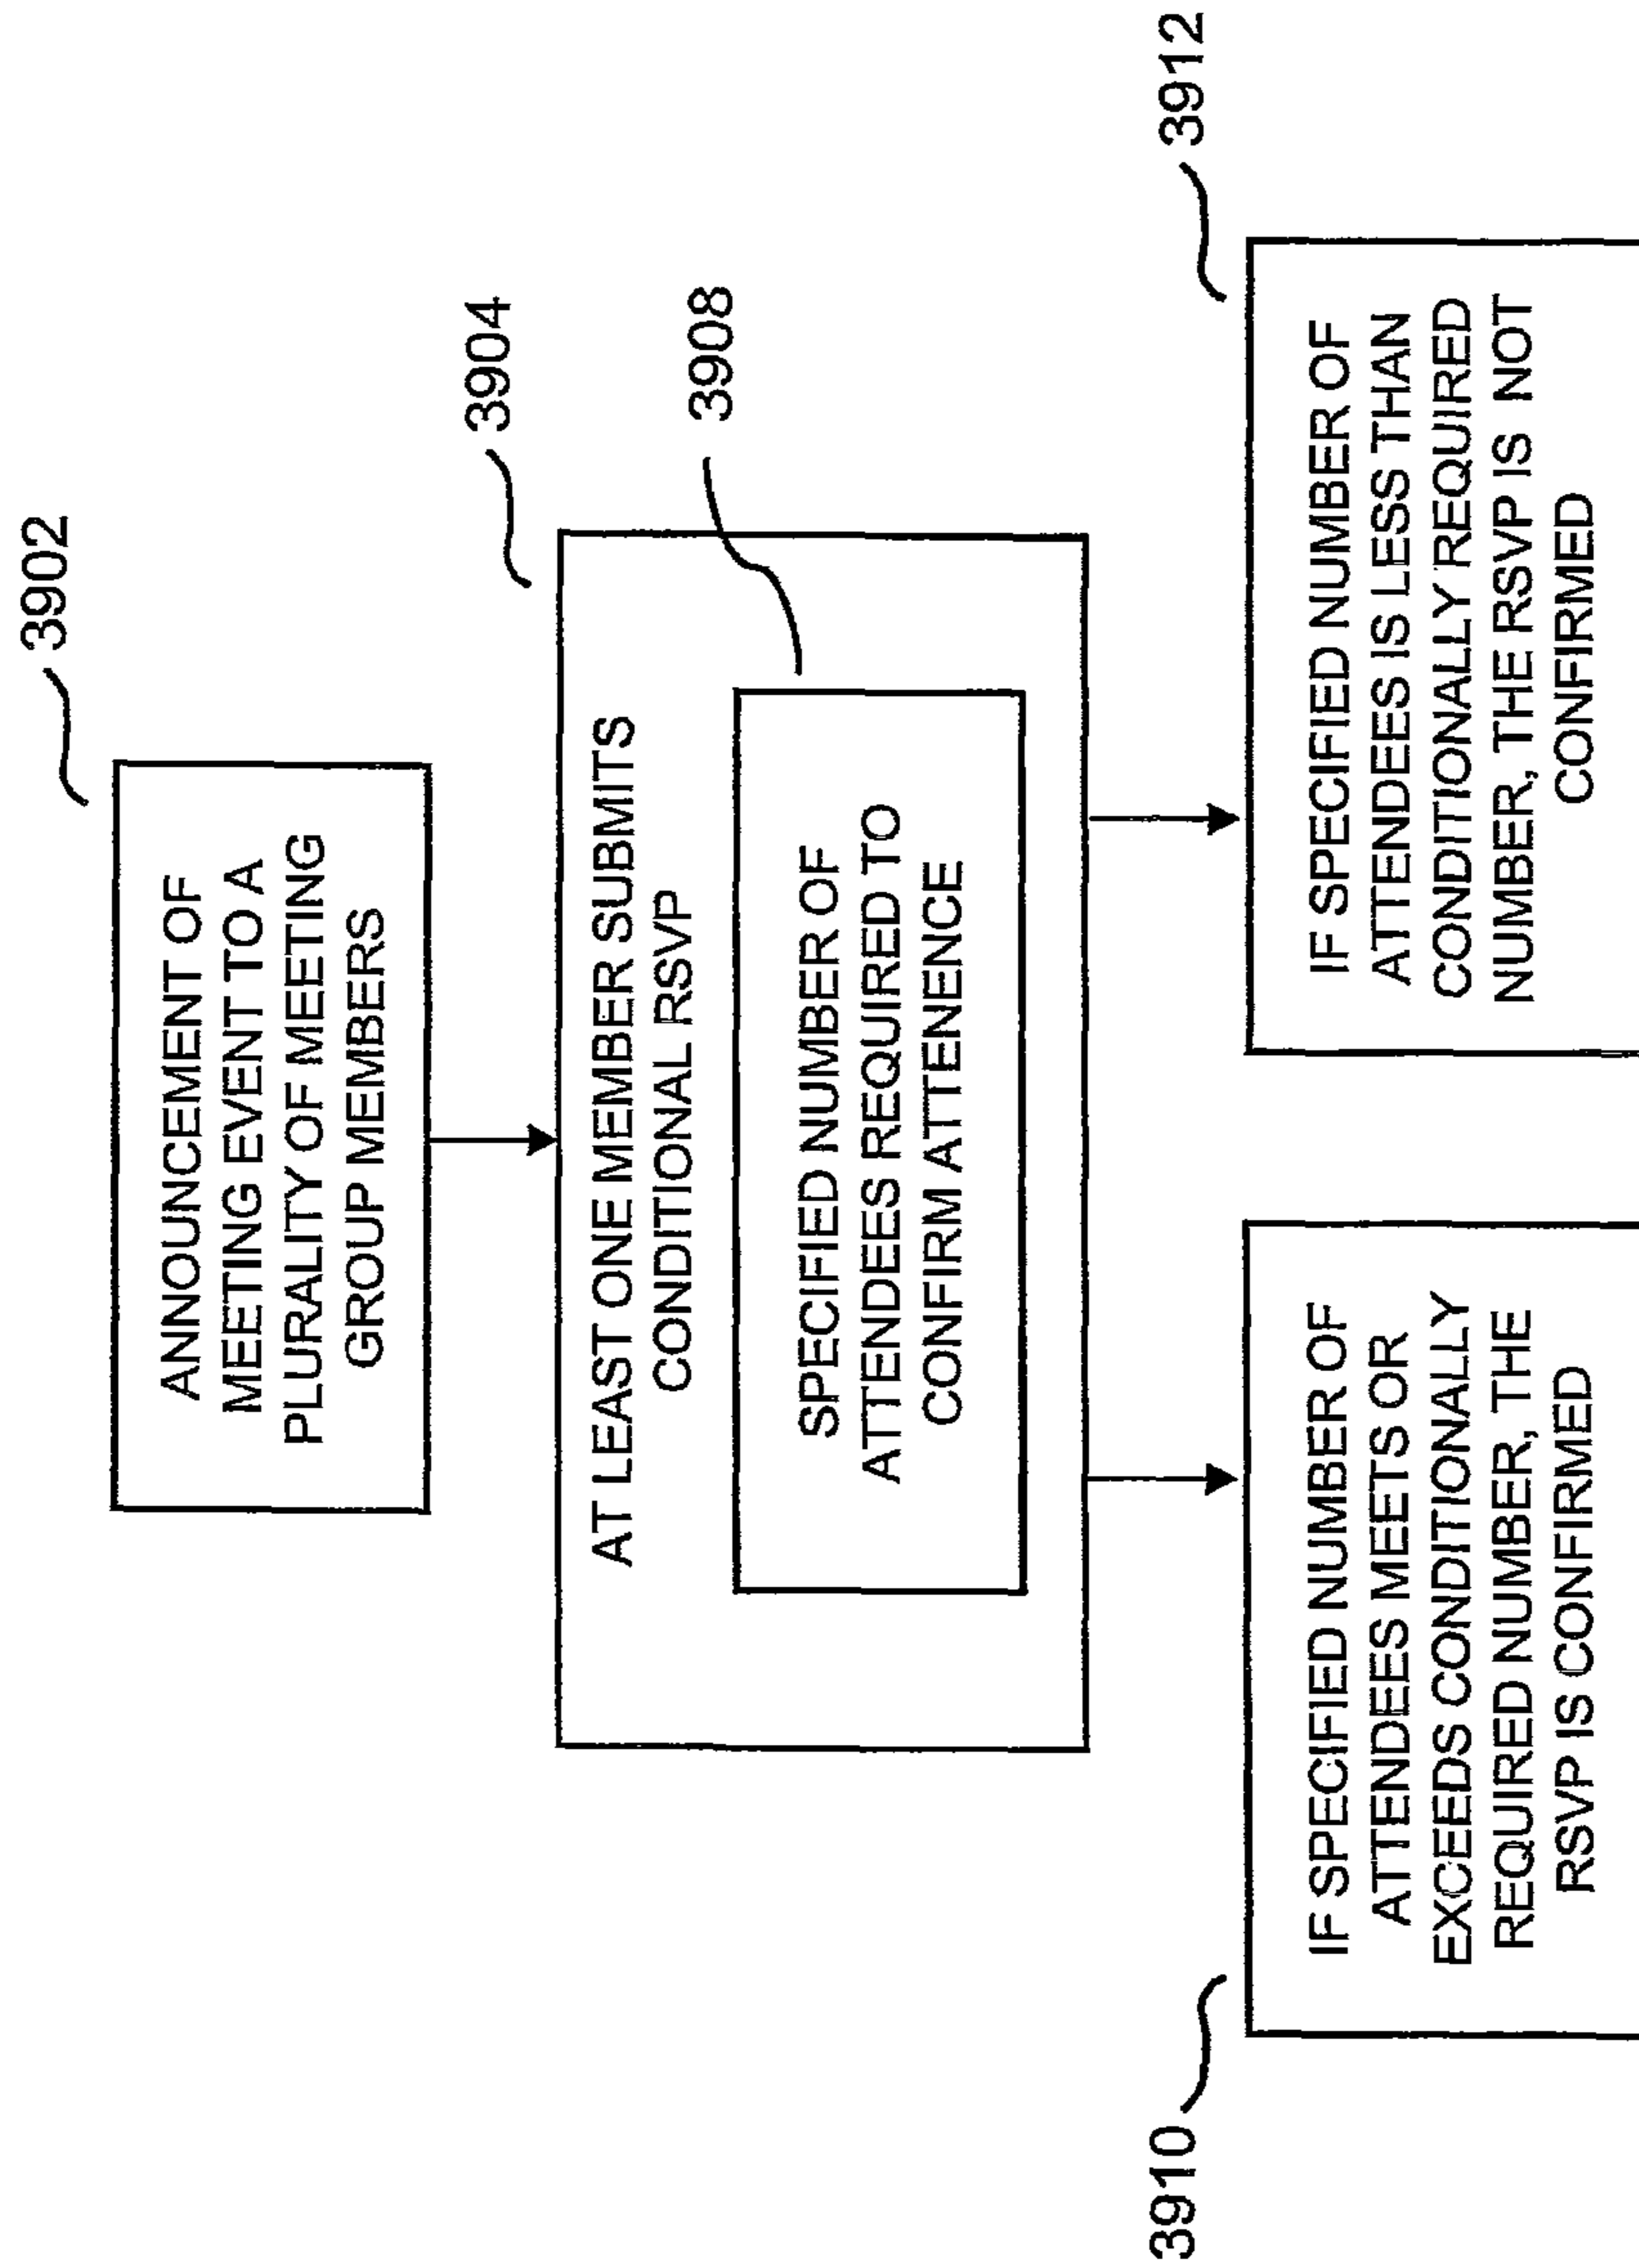 3902
ANNOUNCEMENT OF
MEETING EVENT TO A
PLURALITY OF MEETING
GROUP MEMBERS
3904
AT LEAST ONE MEMBER SUBMITS
CONDITIONAL RSVP
3908
SPECIFIED NUMBER OF
ATTENDEES REQUIRED TO
CONFIRM ATTENENCE
3910
IF SPECIFIED NUMBER OF
ATTENDEES MEETS OR
EXCEEDS CONDITIONALLY
REQUIRED NUMBER, THE
RSVP IS CONFIRMED
3912
IF SPECIFIED NUMBER OF
ATTENDEES IS LESS THAN
CONDITIONALLY REQUIRED
NUMBER, THE RSVP IS NOT
CONFIRMED